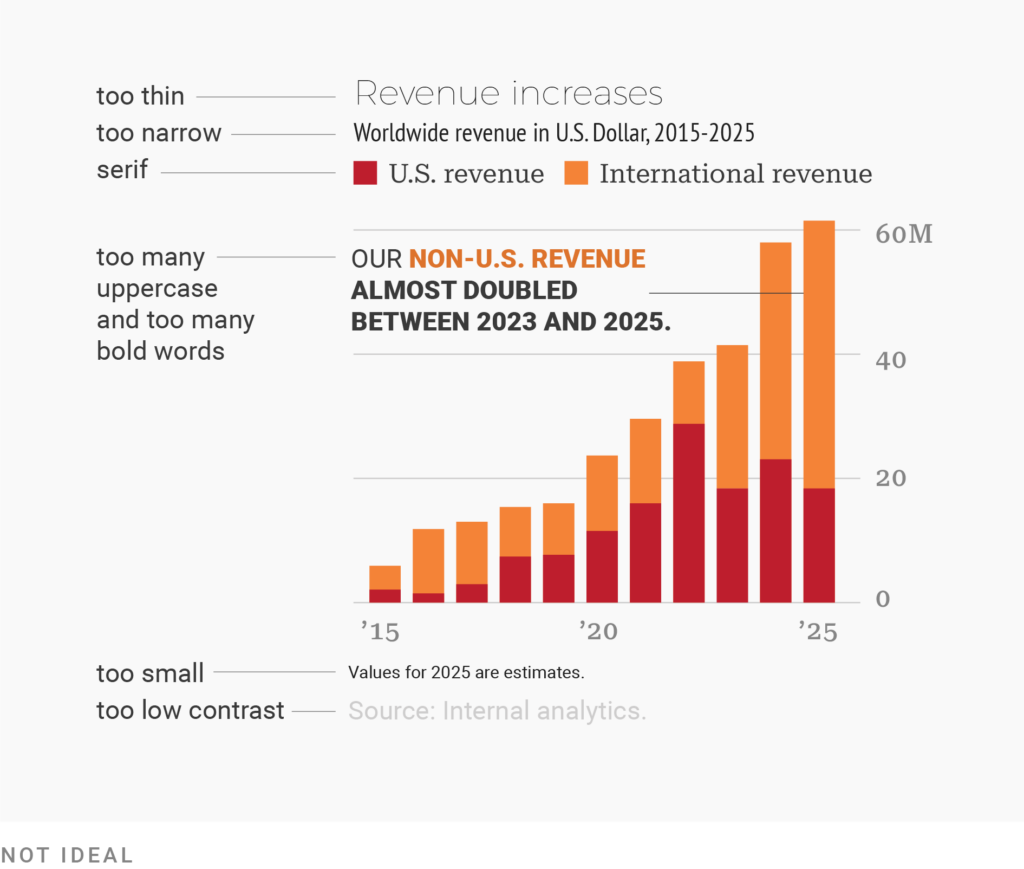 too thin
Revenue increases
too narrow
Worldwide revenue in U.S. Dollar, 2015-2025
serif
U.S. revenue International revenue
60M
too many
uppercase
and too many
bold words
OUR NON-U.S. REVENUE
ALMOST DOUBLED
BETWEEN 2023 AND 2025.
40
20
0
’15 ’20 ’25
too small
Values for 2025 are estimates.
too low contrast
Source: Internal analytics.
NOT IDEAL